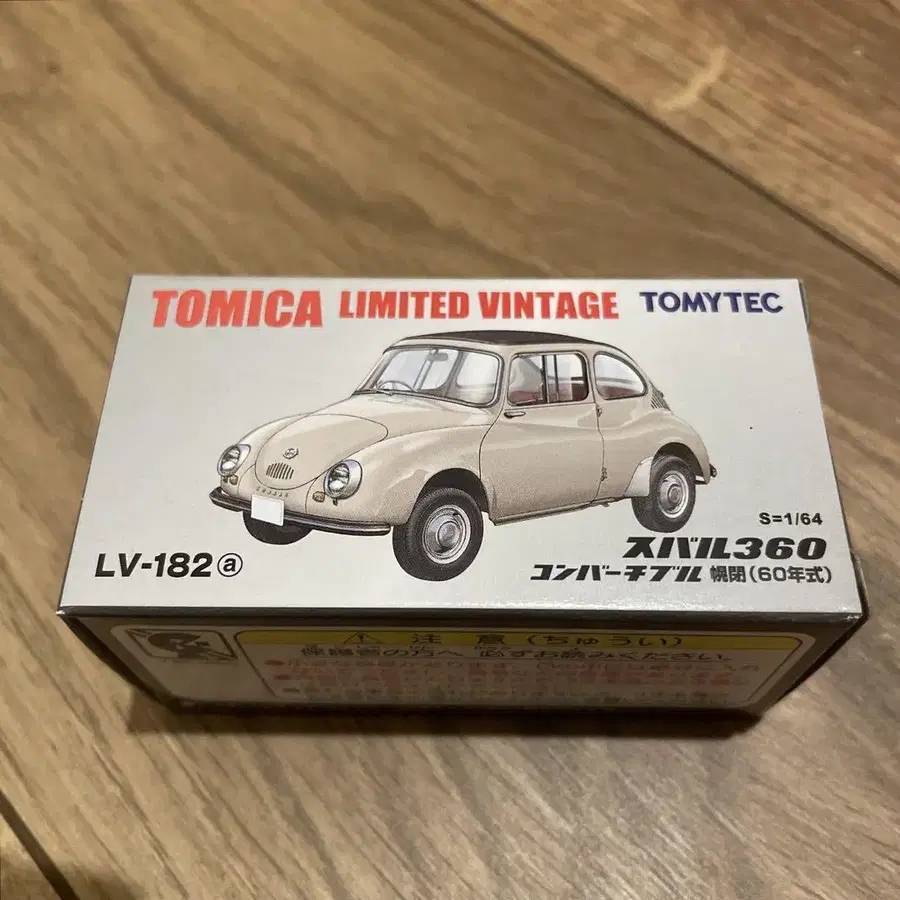 TOMICA LIMITED VINTAGE TOMYTEC
S=1/64
LV-182ⓐ
スバル360
コンバーチブル 幌閉(60年式)
注意(ちゅうい)
保護者の方へ 必ずお読みください。